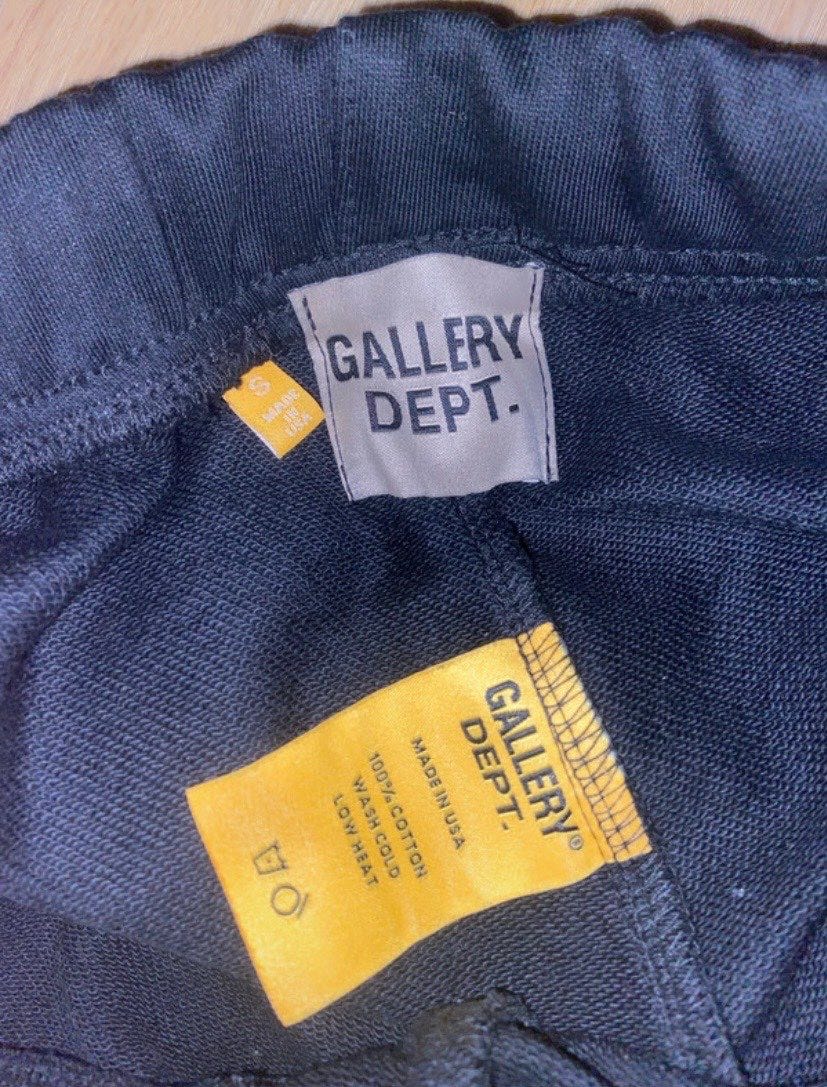 GALLERY
DEPT.
S
MADE
IN
USA
GALLERY®
DEPT.
MADE IN USA
100% COTTON
WASH COLD
LOW HEAT